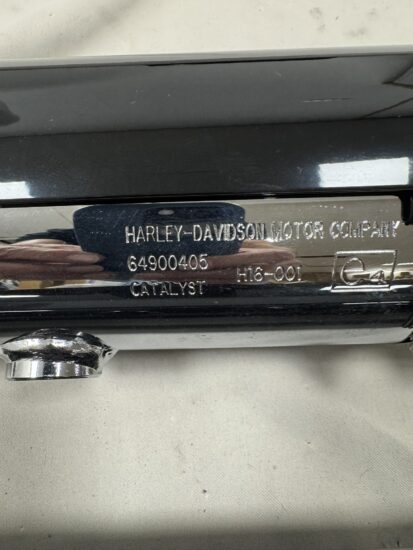 HARLEY-DAVIDSON MOTOR COMPANY
64900405 H16-001
CATALYST